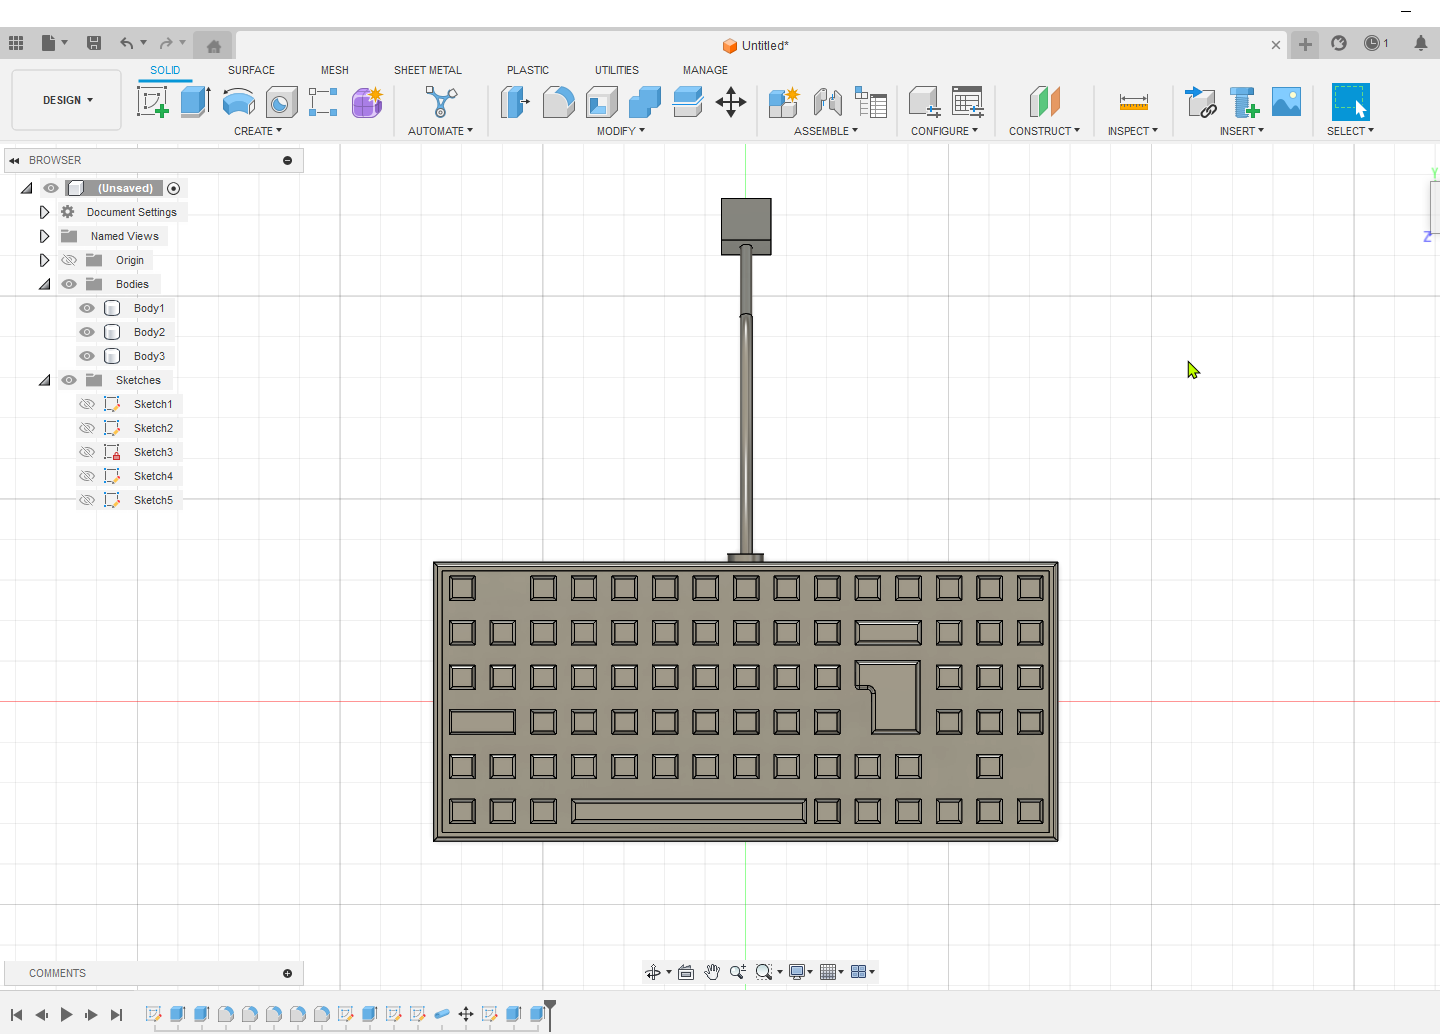 Untitled*
1
SOLID SURFACE MESH SHEET METAL PLASTIC UTILITIES MANAGE
DESIGN
CREATE AUTOMATE MODIFY ASSEMBLE CONFIGURE CONSTRUCT INSPECT INSERT SELECT
BROWSER
(Unsaved)
Document Settings
Named Views
Origin
Bodies
Body1
Body2
Body3
Sketches
Sketch1
Sketch2
Sketch3
Sketch4
Sketch5
Y
Z
COMMENTS